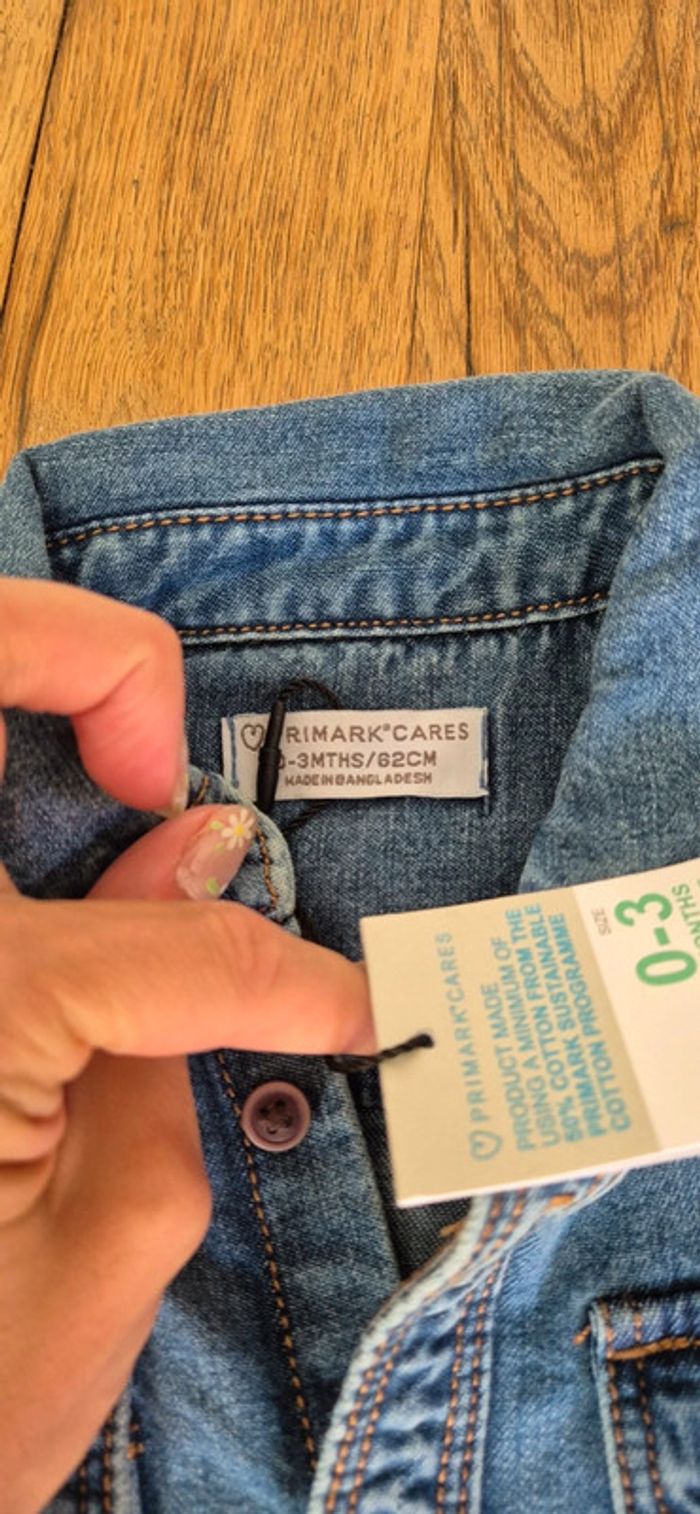 PRIMARK®CARES
0-3MTHS/62CM
MADE IN BANGLADESH
PRIMARK®CARES
PRODUCT MADE
USING A MINIMUM OF
50% COTTON FROM THE
PRIMARK SUSTAINABLE
COTTON PROGRAMME
SIZE
0-3